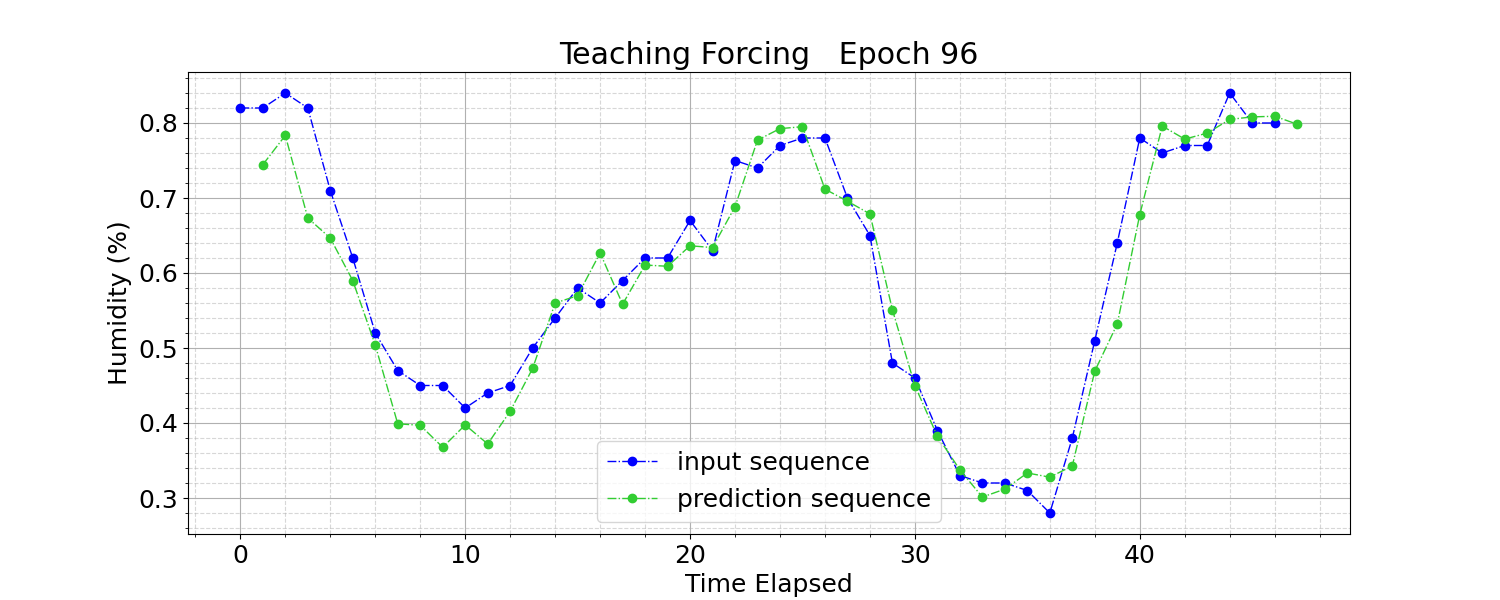 Teaching Forcing   Epoch 96
Humidity (%)
0.8
0.7
0.6
0.5
0.4
0.3
input sequence
prediction sequence
0 10 20 30 40
Time Elapsed